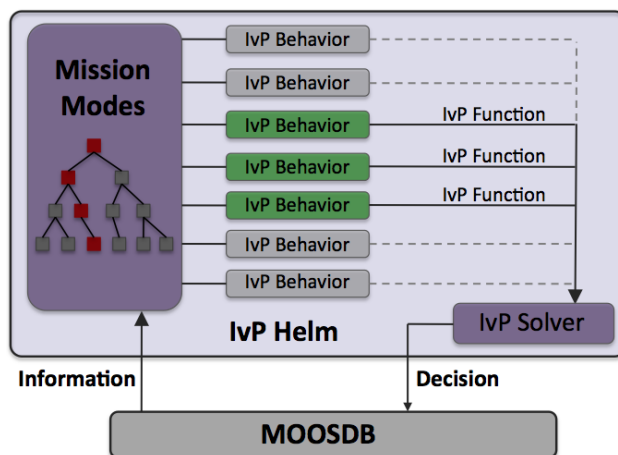 Mission
Modes
IvP Behavior
IvP Behavior
IvP Behavior
IvP Function
IvP Behavior
IvP Function
IvP Behavior
IvP Function
IvP Behavior
IvP Behavior
IvP Helm
IvP Solver
Information
Decision
MOOSDB